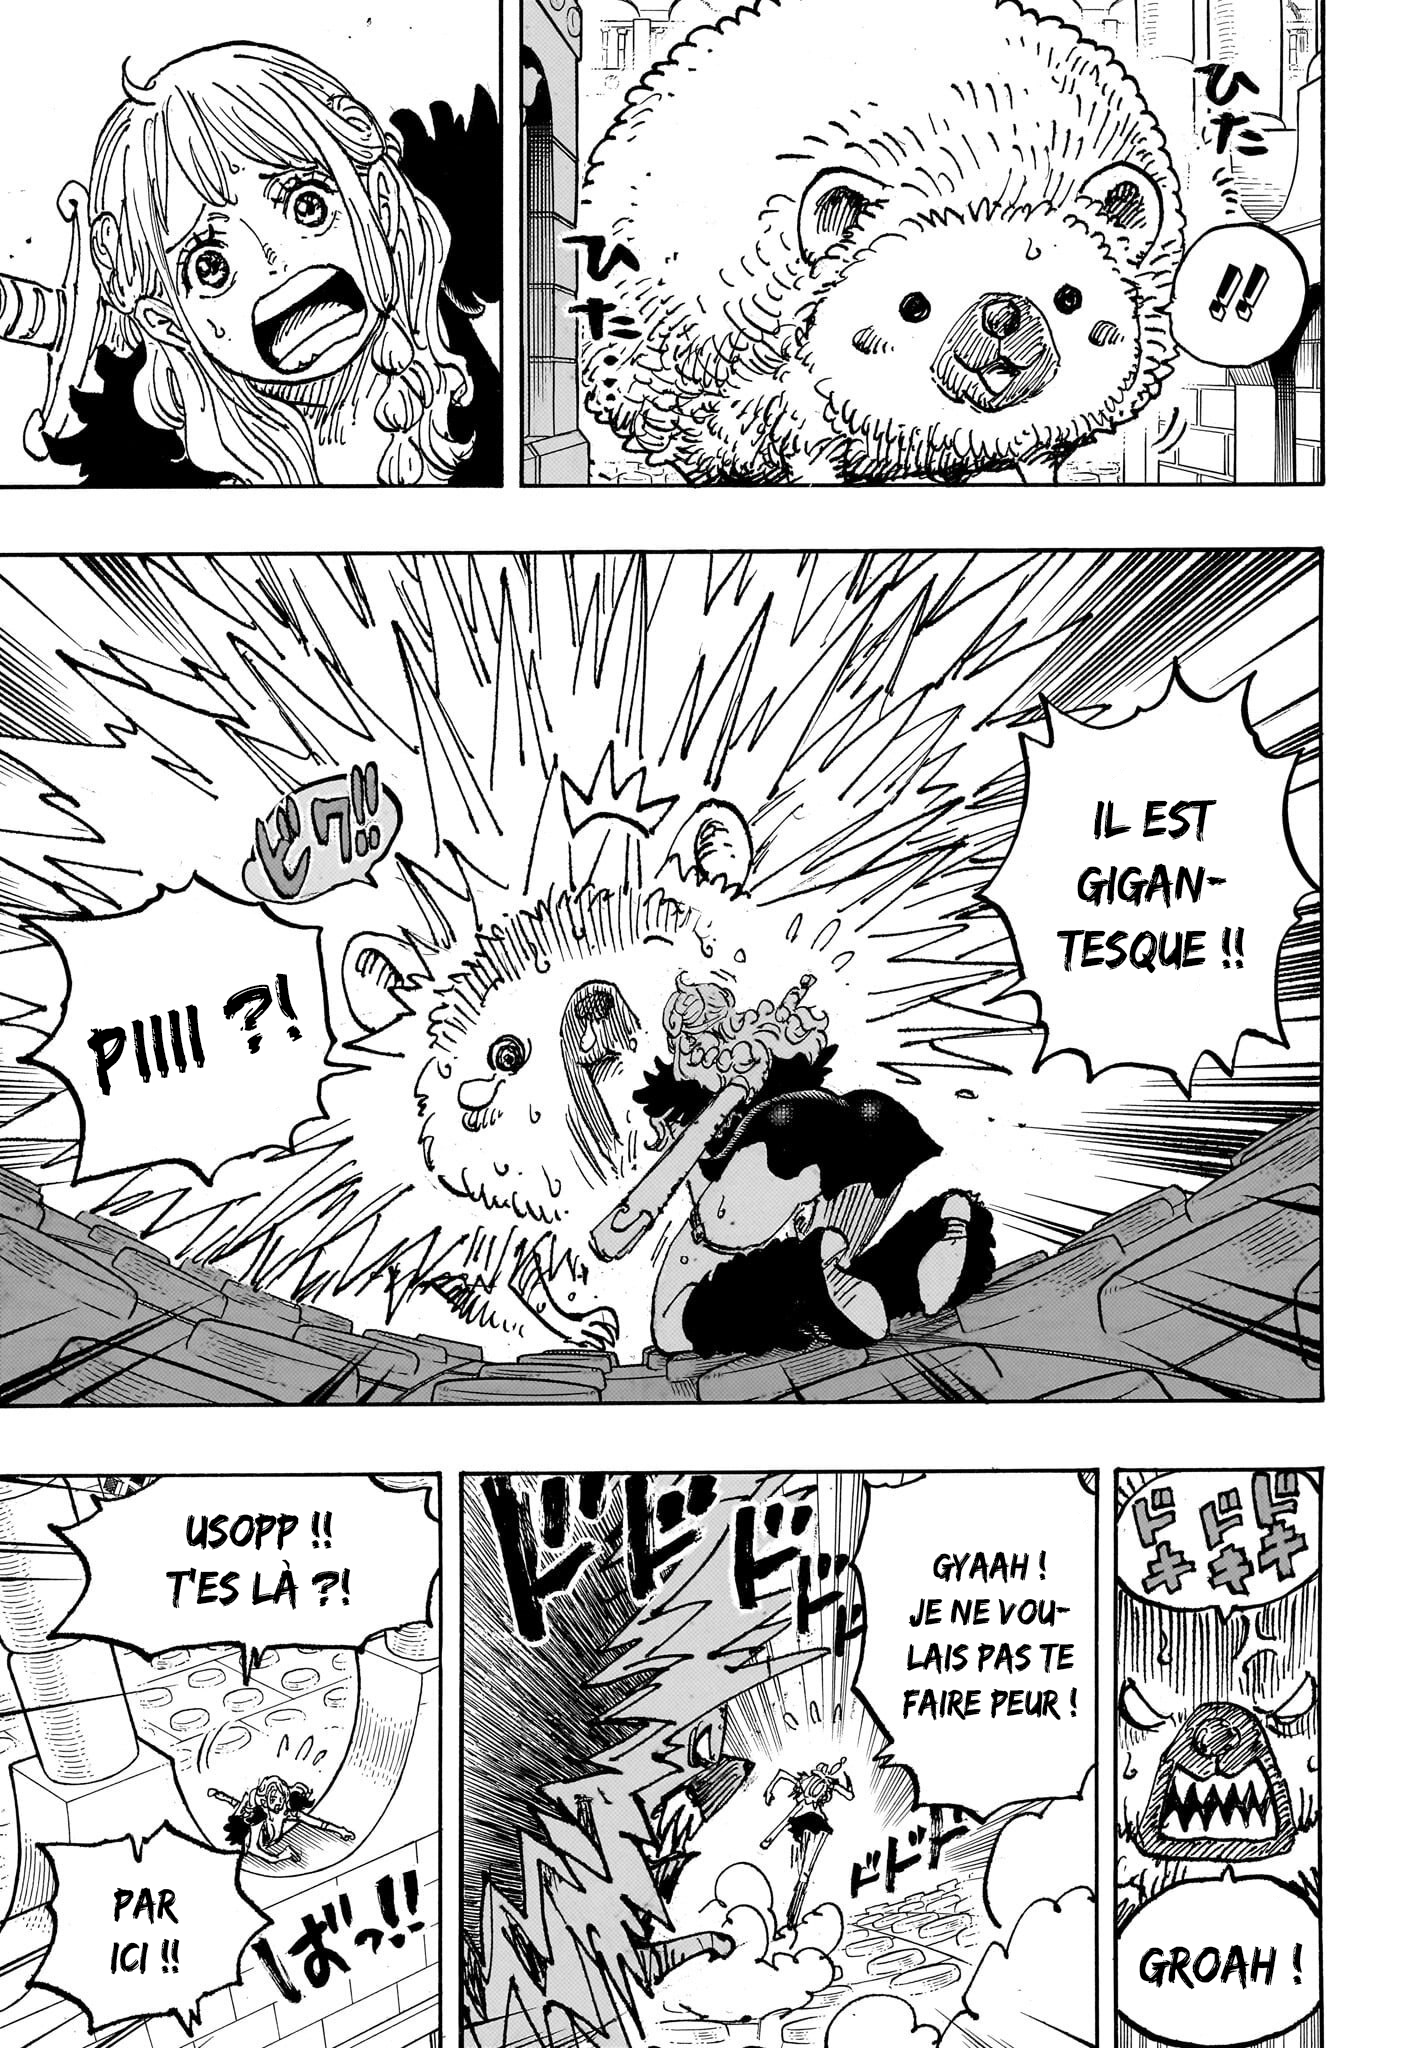 ひた
ひた……
!!
IL EST
GIGAN-
TESQUE !!
ビクッ!!
PIIII ?!
ドキ
ドキ
ドキ
GROAH !
GYAAH !
JE NE VOU-
LAIS PAS TE
FAIRE PEUR !
ドドドド
ドドド
USOPP !!
T'ES LÀ ?!
ばっ!!
PAR
ICI !!